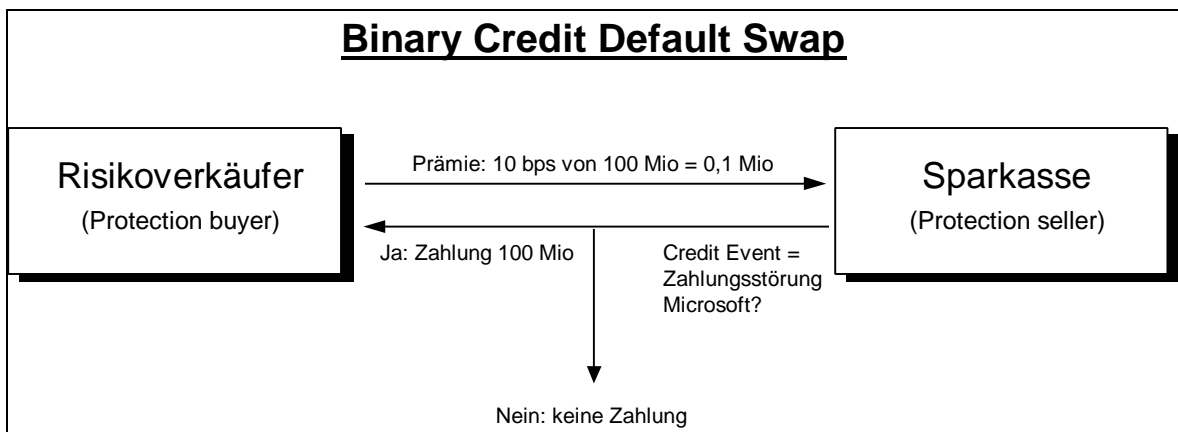 Binary Credit Default Swap
Risikoverkäufer
(Protection buyer)
Prämie: 10 bps von 100 Mio = 0,1 Mio
Sparkasse
(Protection seller)
Ja: Zahlung 100 Mio
Credit Event =
Zahlungsstörung
Microsoft?
Nein: keine Zahlung